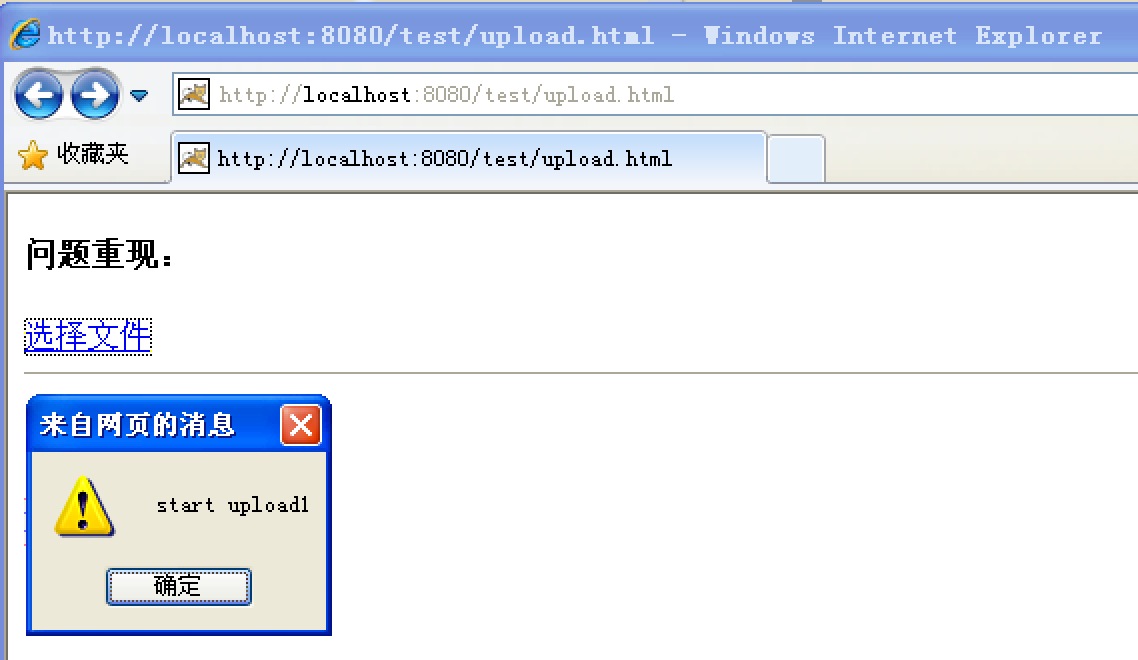 http://localhost:8080/test/upload.html - Windows Internet Explorer
http://localhost:8080/test/upload.html
收藏夹
http://localhost:8080/test/upload.html
问题重现：
选择文件
来自网页的消息
start upload1
确定